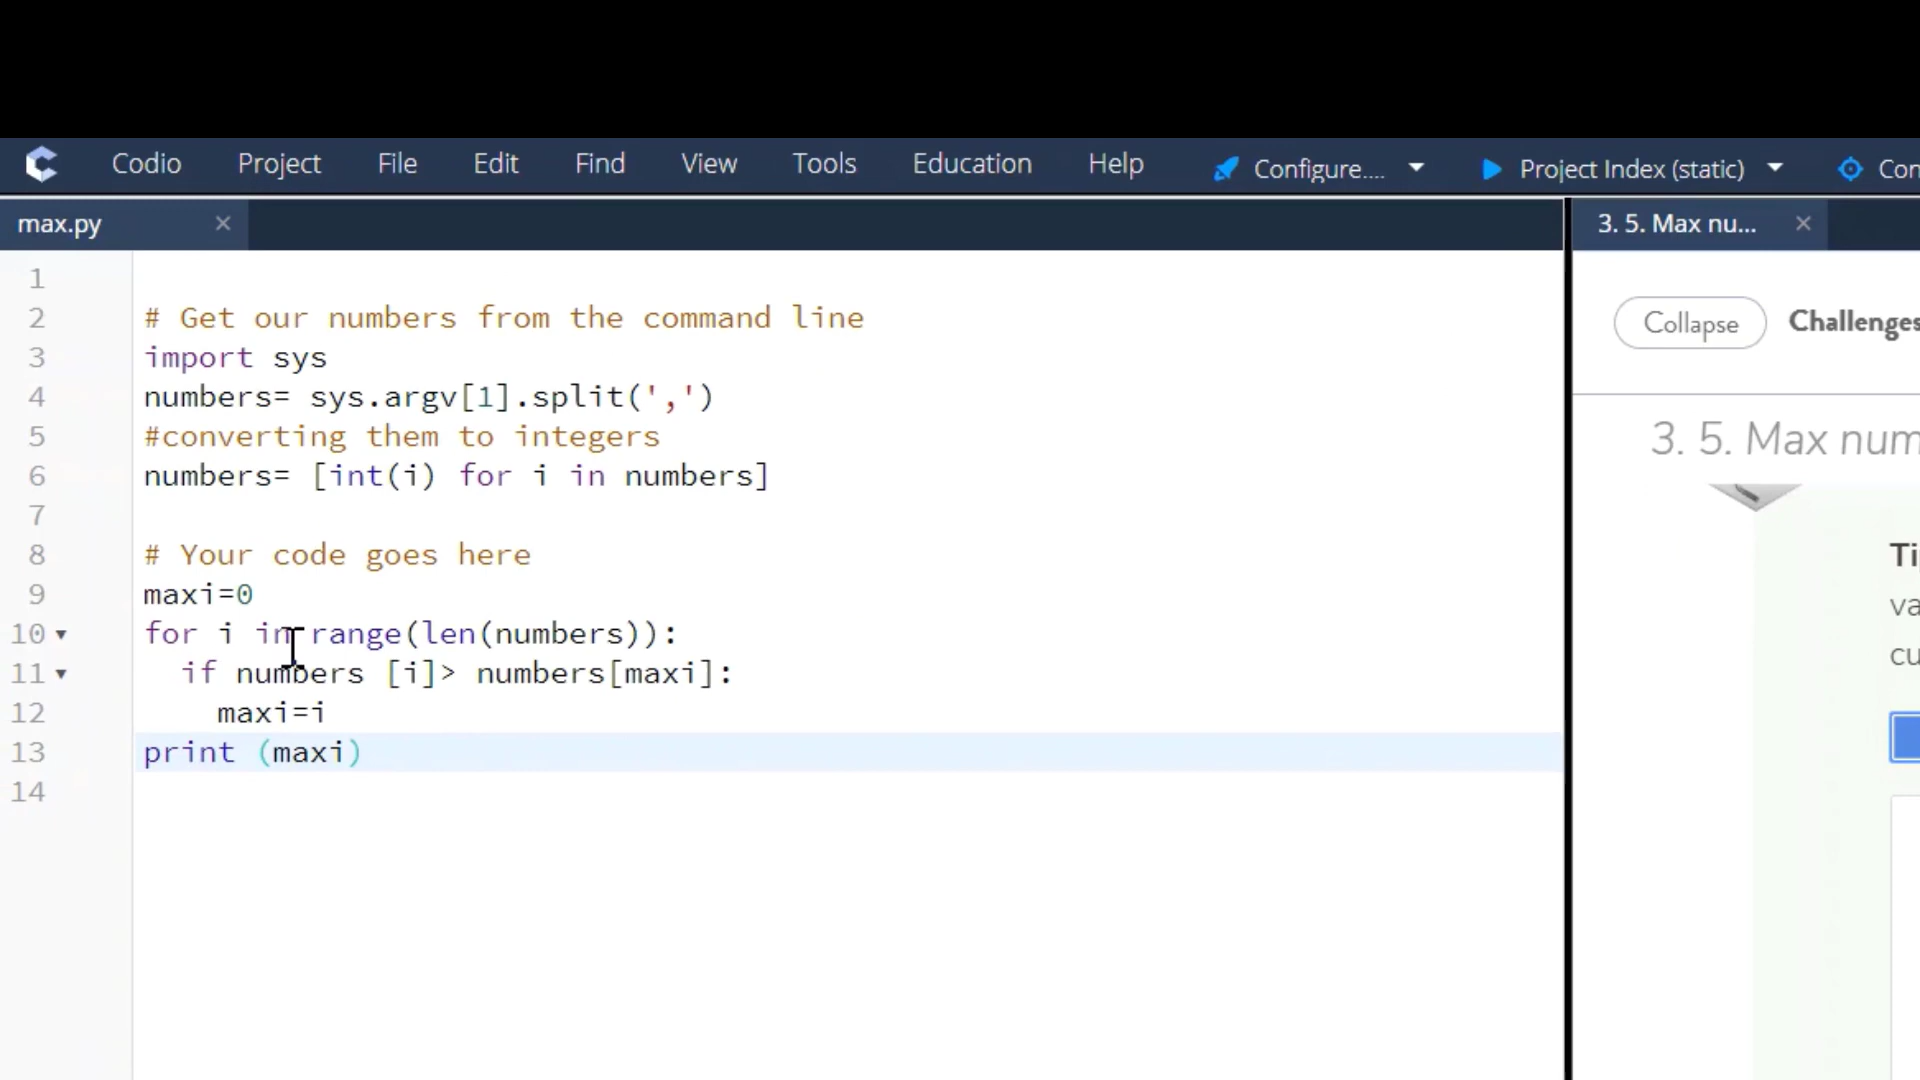 Codio Project File Edit Find View Tools Education Help Configure.... Project Index (static)
max.py
3. 5. Max nu...
1
2 # Get our numbers from the command line
3 import sys
4 numbers= sys.argv[1].split(',')
5 #converting them to integers
6 numbers= [int(i) for i in numbers]
7
8 # Your code goes here
9 maxi=0
10 for i in range(len(numbers)):
11 if numbers [i]> numbers[maxi]:
12 maxi=i
13 print (maxi)
14
Collapse Challenges
3. 5. Max num